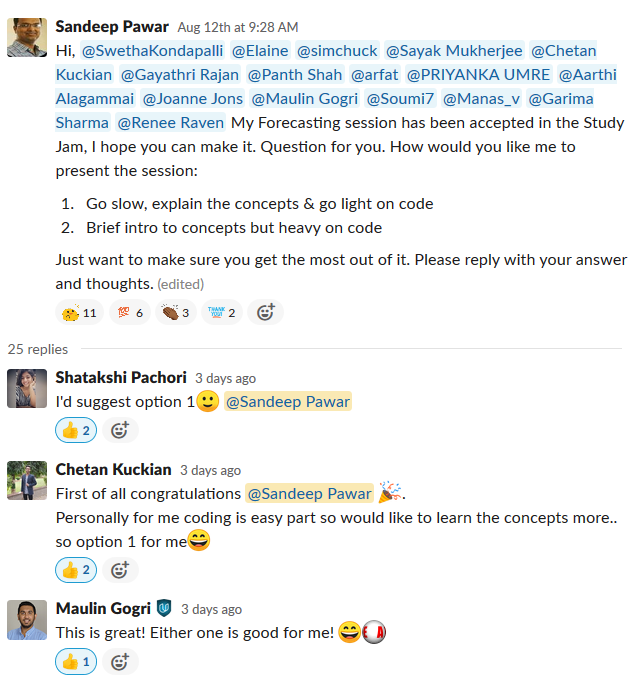 Sandeep Pawar Aug 12th at 9:28 AM
Hi, @SwethaKondapalli @Elaine @simchuck @Sayak Mukherjee @Chetan
Kuckian @Gayathri Rajan @Panth Shah @arfat @PRIYANKA UMRE @Aarthi
Alagammai @Joanne Jons @Maulin Gogri @Soumi7 @Manas_v @Garima
Sharma @Renee Raven My Forecasting session has been accepted in the Study
Jam, I hope you can make it. Question for you. How would you like me to
present the session:
1. Go slow, explain the concepts & go light on code
2. Brief intro to concepts but heavy on code
Just want to make sure you get the most out of it. Please reply with your answer
and thoughts. (edited)
11 100 6 3 THANK YOU! 2
25 replies
Shatakshi Pachori 3 days ago
I'd suggest option 1 @Sandeep Pawar
2
Chetan Kuckian 3 days ago
First of all congratulations @Sandeep Pawar .
Personally for me coding is easy part so would like to learn the concepts more..
so option 1 for me
2
Maulin Gogri 3 days ago
This is great! Either one is good for me!
1